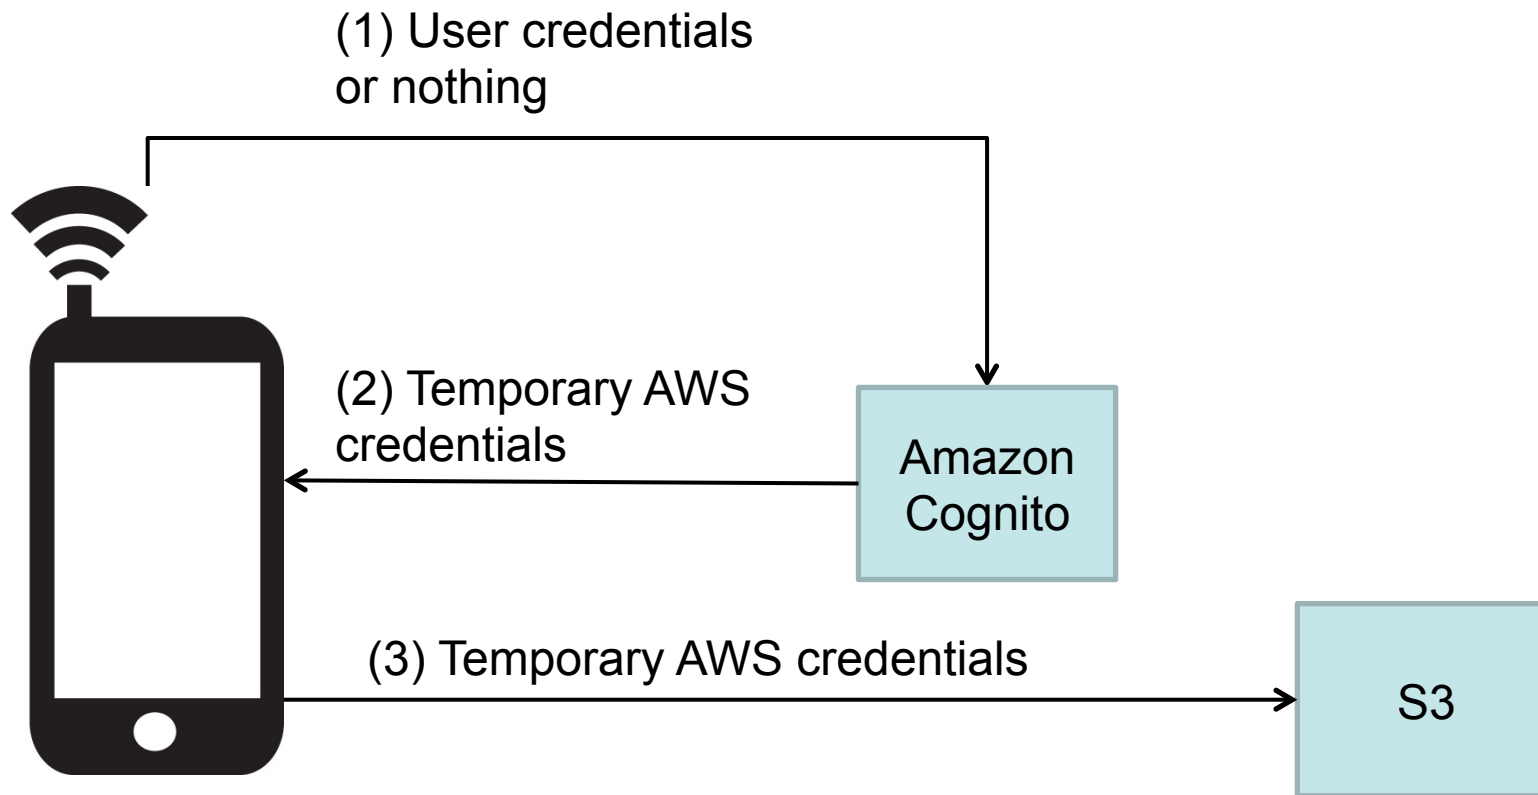 (1) User credentials
or nothing
(2) Temporary AWS
credentials
Amazon
Cognito
(3) Temporary AWS credentials
S3